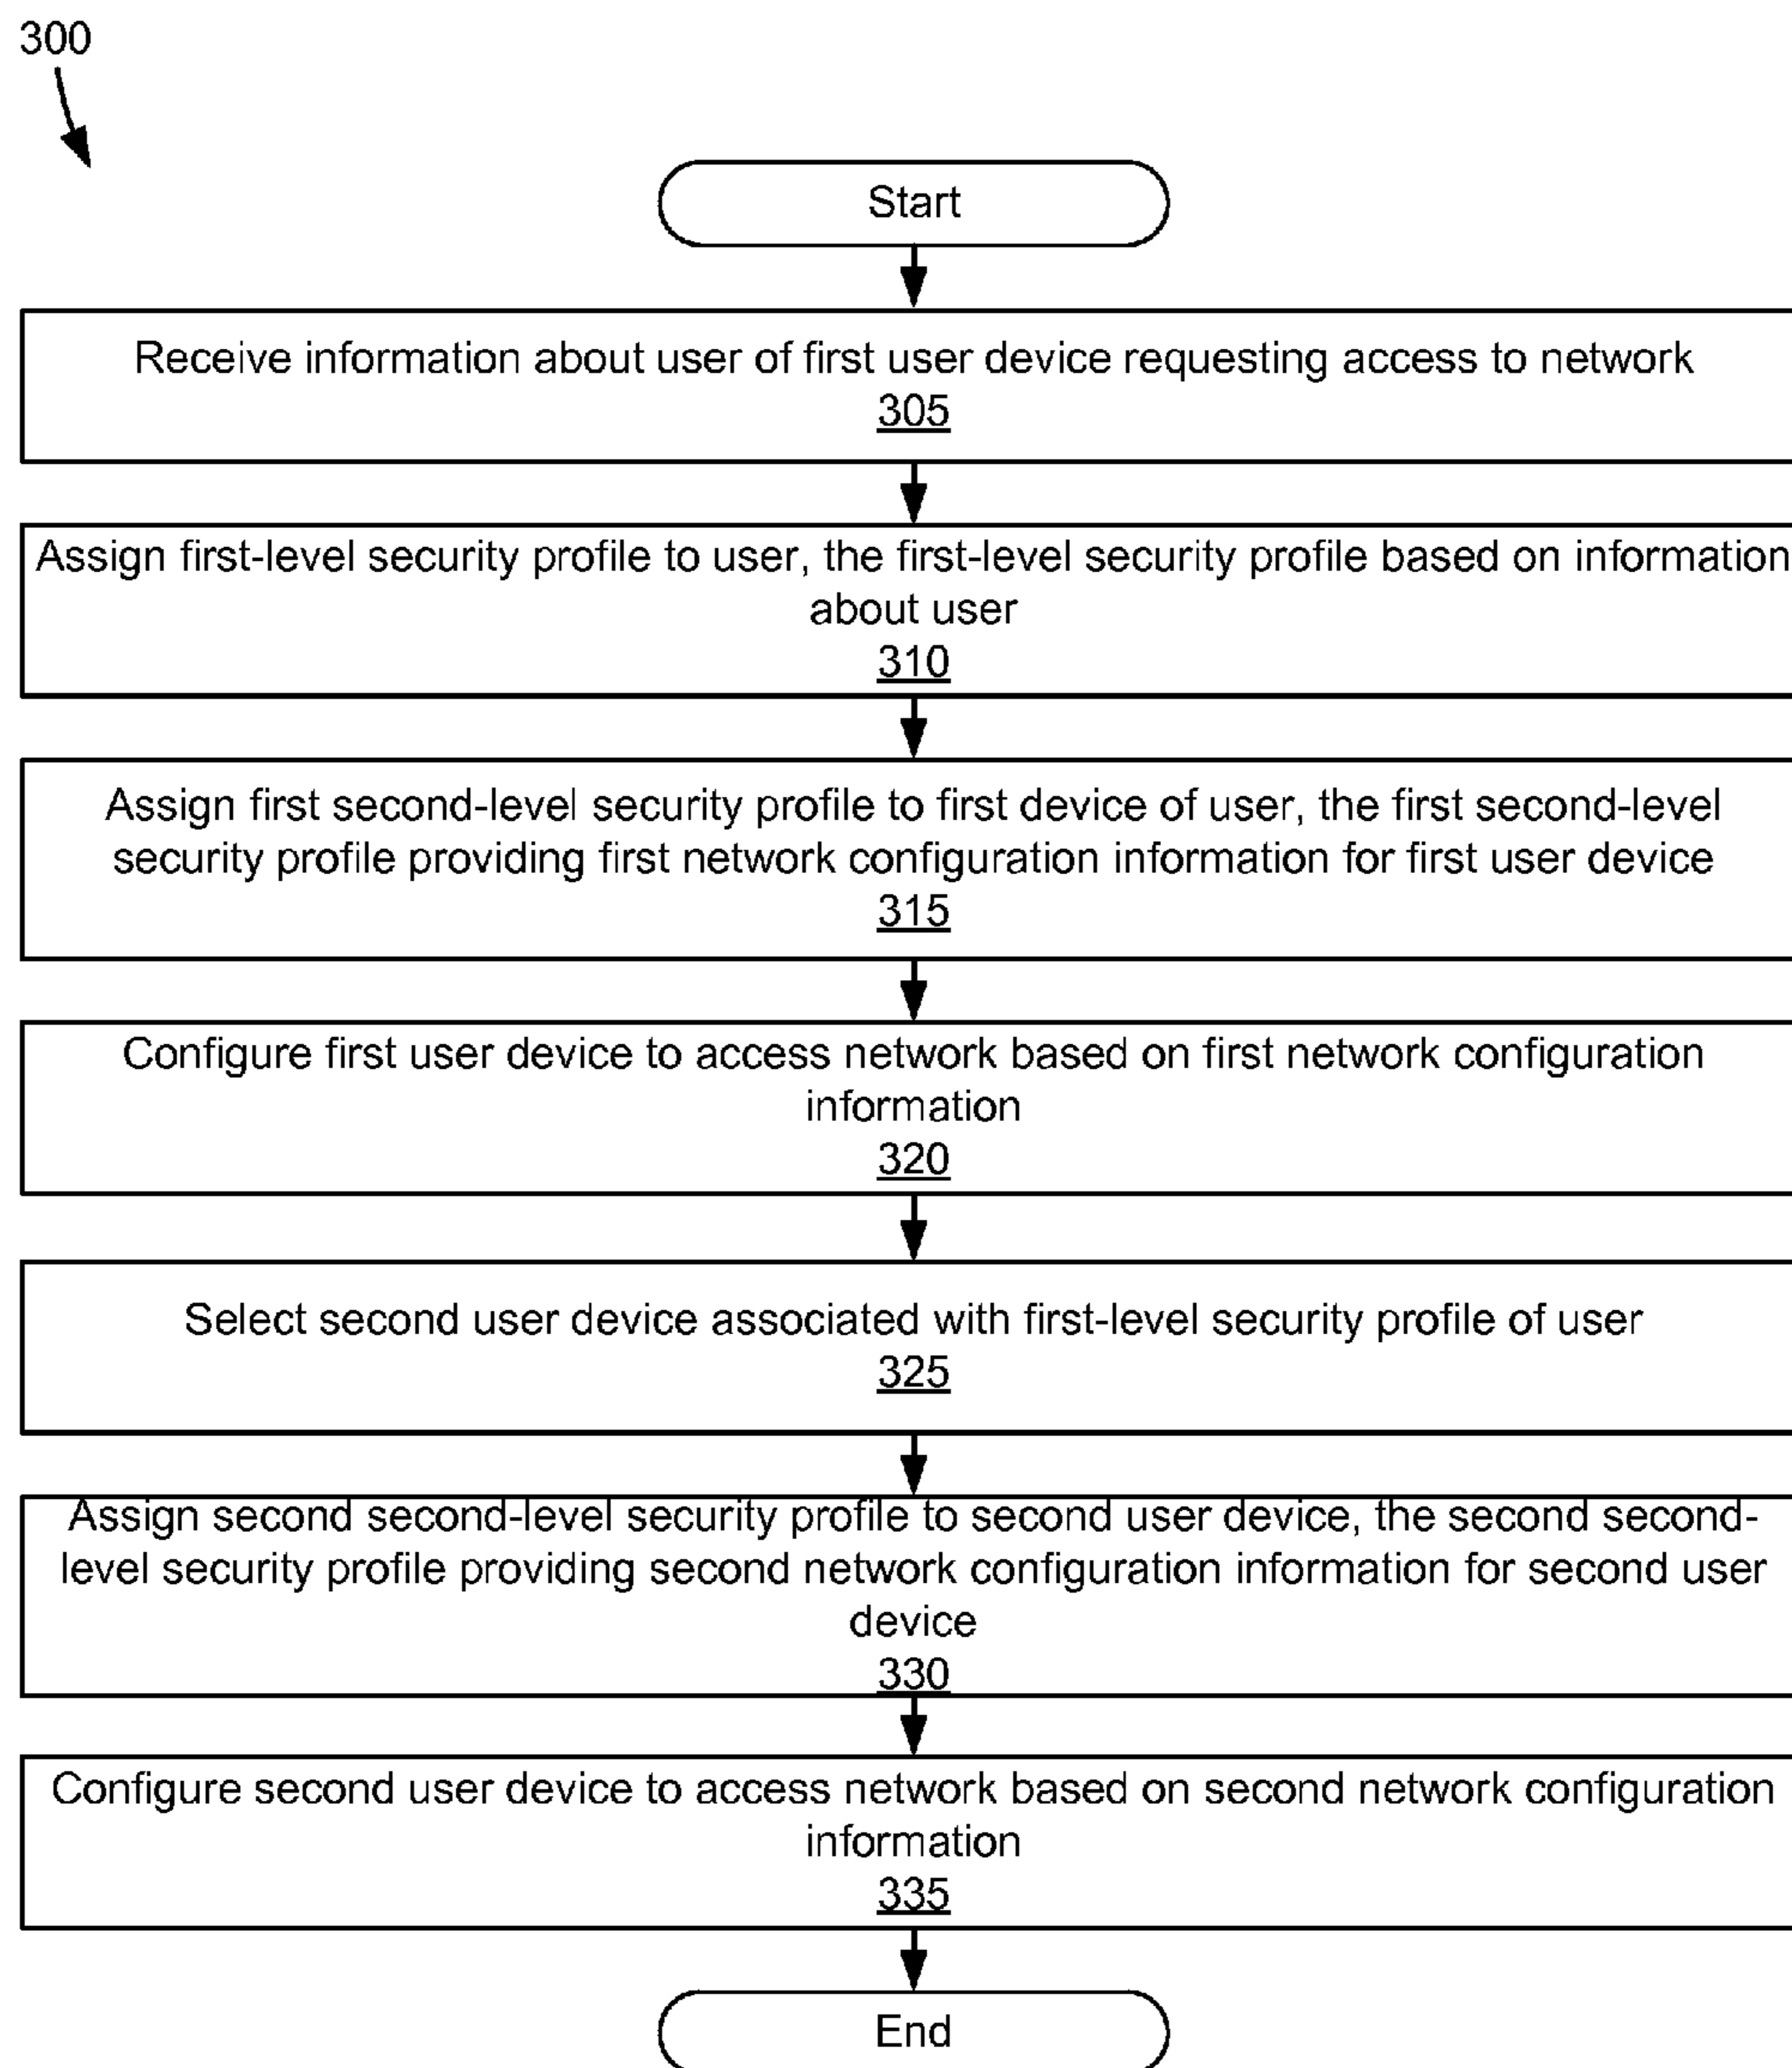 300
Start
Receive information about user of first user device requesting access to network
305
Assign first-level security profile to user, the first-level security profile based on information
about user
310
Assign first second-level security profile to first device of user, the first second-level
security profile providing first network configuration information for first user device
315
Configure first user device to access network based on first network configuration
information
320
Select second user device associated with first-level security profile of user
325
Assign second second-level security profile to second user device, the second second-
level security profile providing second network configuration information for second user
device
330
Configure second user device to access network based on second network configuration
information
335
End